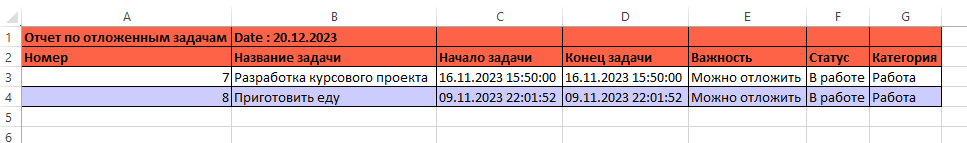 A B C D E F G
1 Отчет по отложенным задачам Date : 20.12.2023
2 Номер Название задачи Начало задачи Конец задачи Важность Статус Категория
3 7 Разработка курсового проекта 16.11.2023 15:50:00 16.11.2023 15:50:00 Можно отложить В работе Работа
4 8 Приготовить еду 09.11.2023 22:01:52 09.11.2023 22:01:52 Можно отложить В работе Работа
5
6